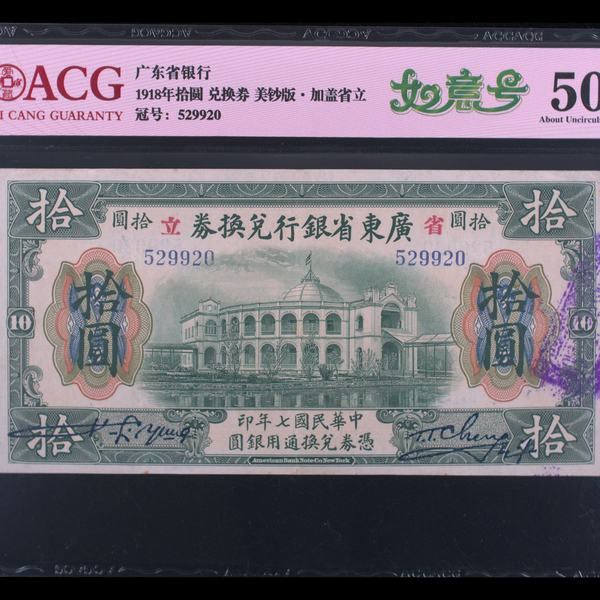 ACG
I CANG GUARANTY
广东省银行
1918年拾圆 兑换券 美钞版·加盖省立
冠号：529920
如意号
50
About Uncircula
拾
圓拾 立 券換兌行銀省東廣 省 圓拾
拾
529920
529920
拾圓
拾圓
10
10
印年七國民華中
圓銀用通換兌券憑
拾
拾
T.T. Cheng
American Bank Note Co. New York.